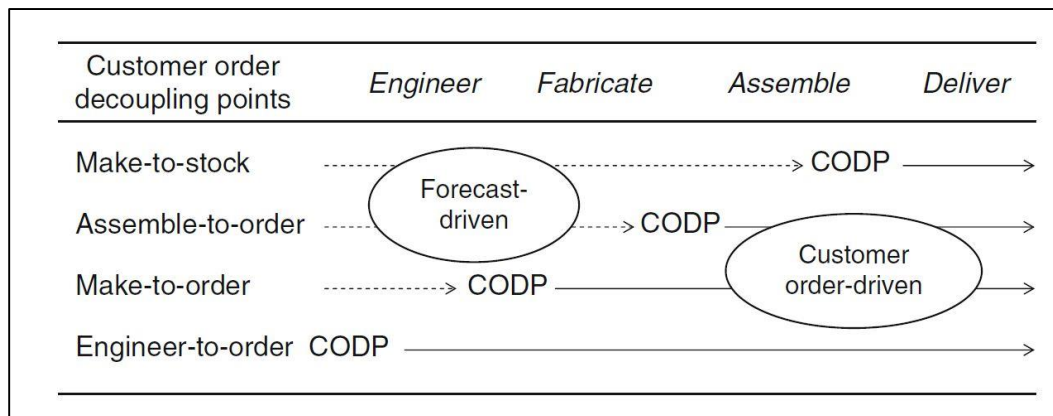 Customer order
decoupling points
Engineer Fabricate Assemble Deliver
Make-to-stock CODP
Forecast-
driven
Assemble-to-order CODP
Customer
order-driven
Make-to-order CODP
Engineer-to-order CODP